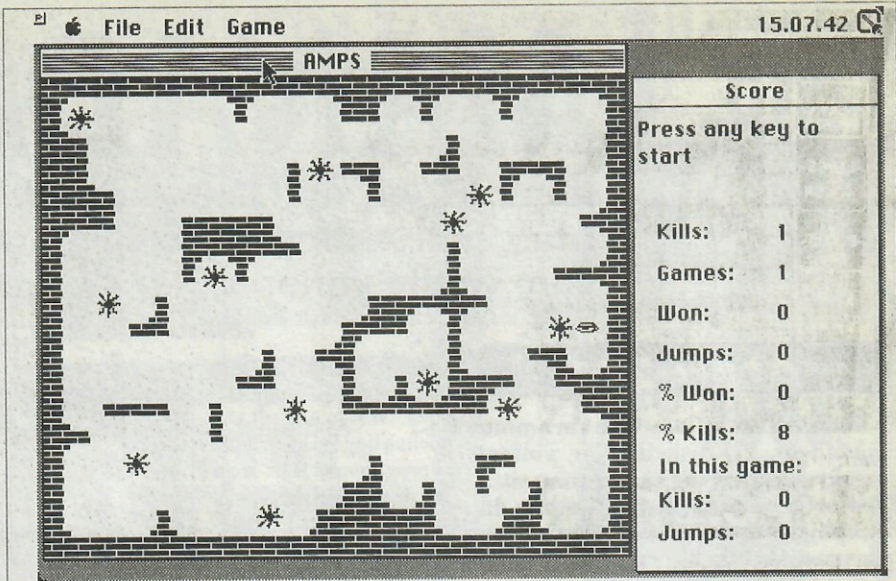 File Edit Game 15.07.42
AMPS
Score
Press any key to
start
Kills: 1
Games: 1
Won: 0
Jumps: 0
% Won: 0
% Kills: 8
In this game:
Kills: 0
Jumps: 0